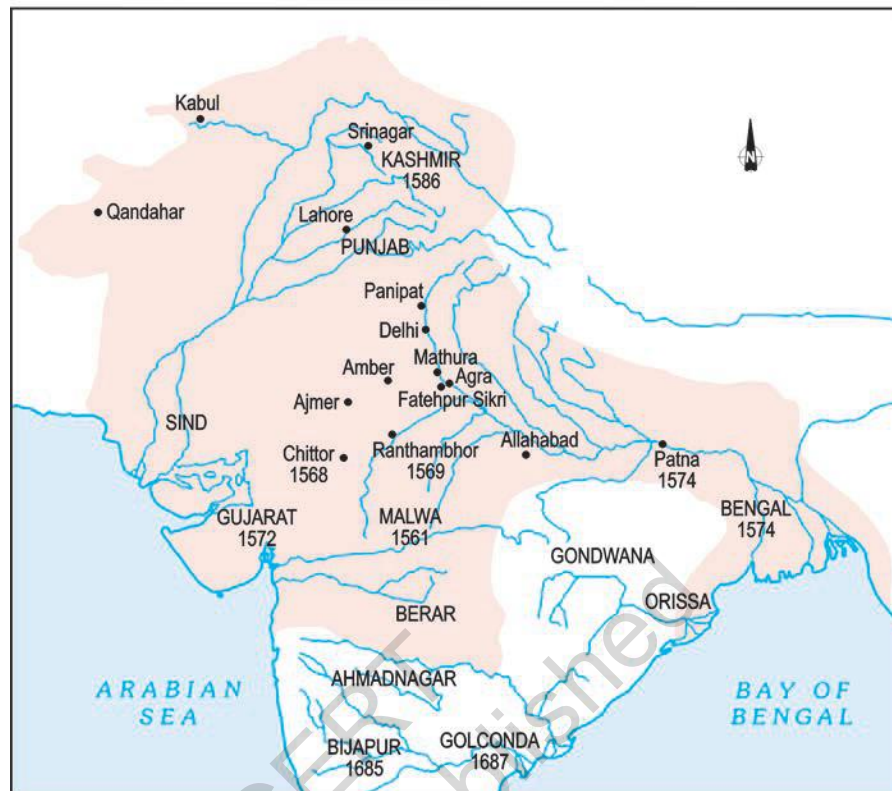 Kabul
Srinagar
KASHMIR
1586
Qandahar
Lahore
PUNJAB
Panipat
Delhi
Mathura
Amber
Agra
Fatehpur Sikri
Ajmer
SIND
Ranthambhor
1569
Allahabad
Chittor
1568
Patna
1574
GUJARAT
1572
MALWA
1561
BENGAL
1574
GONDWANA
BERAR
ORISSA
AHMADNAGAR
ARABIAN
SEA
BAY OF
BENGAL
BIJAPUR
1685
GOLCONDA
1687
N
CERT
blished